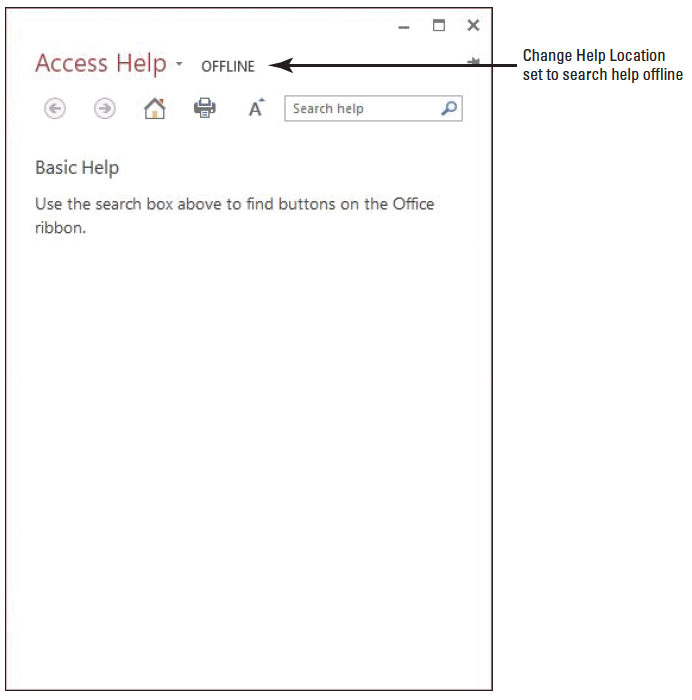 Access Help OFFLINE
Change Help Location
set to search help offline
A
Search help
Basic Help
Use the search box above to find buttons on the Office
ribbon.